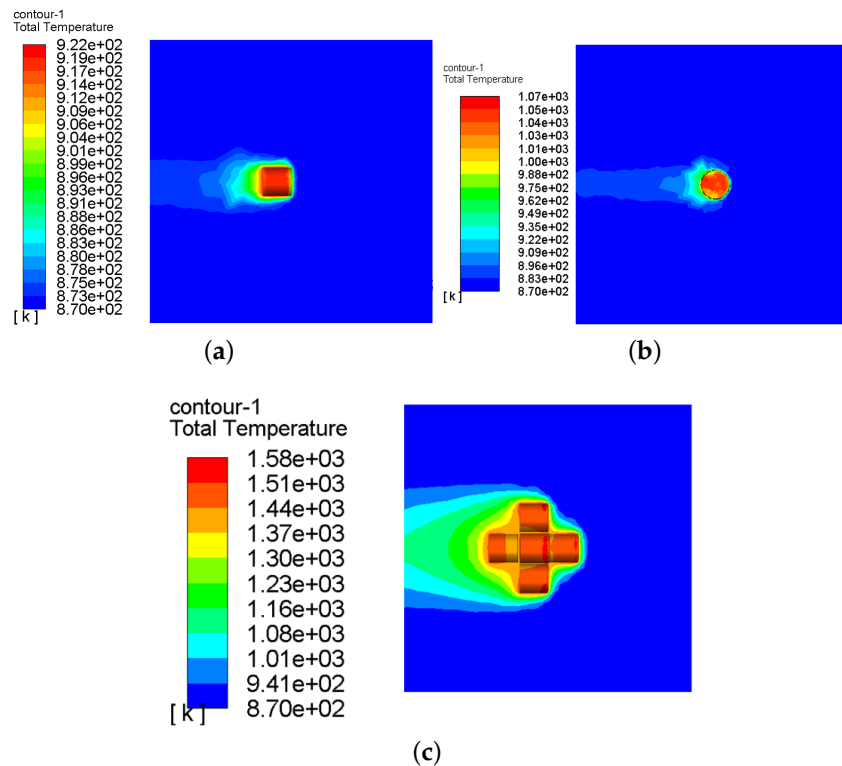 contour-1
Total Temperature
9.22e+02
9.19e+02
9.17e+02
9.14e+02
9.12e+02
9.09e+02
9.06e+02
9.04e+02
9.01e+02
8.99e+02
8.96e+02
8.93e+02
8.91e+02
8.88e+02
8.86e+02
8.83e+02
8.80e+02
8.78e+02
8.75e+02
8.73e+02
8.70e+02
[ k ]
(a)
contour-1
Total Temperature
1.07e+03
1.05e+03
1.04e+03
1.03e+03
1.01e+03
1.00e+03
9.88e+02
9.75e+02
9.62e+02
9.49e+02
9.35e+02
9.22e+02
9.09e+02
8.96e+02
8.83e+02
8.70e+02
[ k ]
(b)
contour-1
Total Temperature
1.58e+03
1.51e+03
1.44e+03
1.37e+03
1.30e+03
1.23e+03
1.16e+03
1.08e+03
1.01e+03
9.41e+02
8.70e+02
[ k ]
(c)